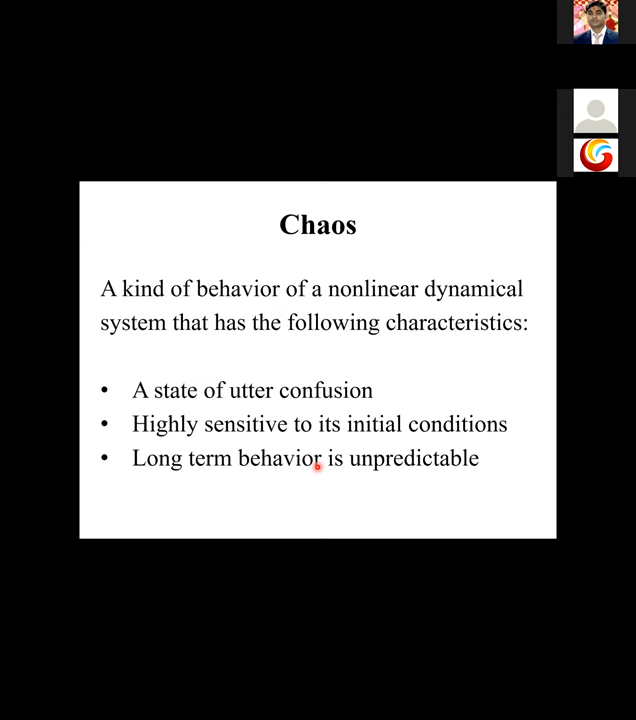 Chaos
A kind of behavior of a nonlinear dynamical
system that has the following characteristics:
• A state of utter confusion
• Highly sensitive to its initial conditions
• Long term behavior is unpredictable